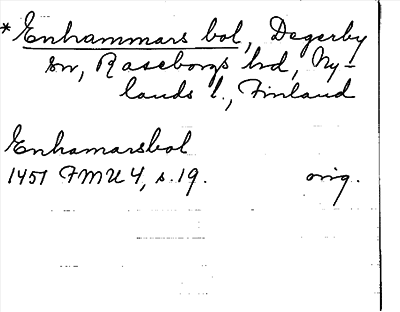 *Enhammars bol, Degerby
sn, Raseborgs hd, Ny-
lands l., Finland
Enhamarsbol
1451 FMU 4, s. 19. orig.